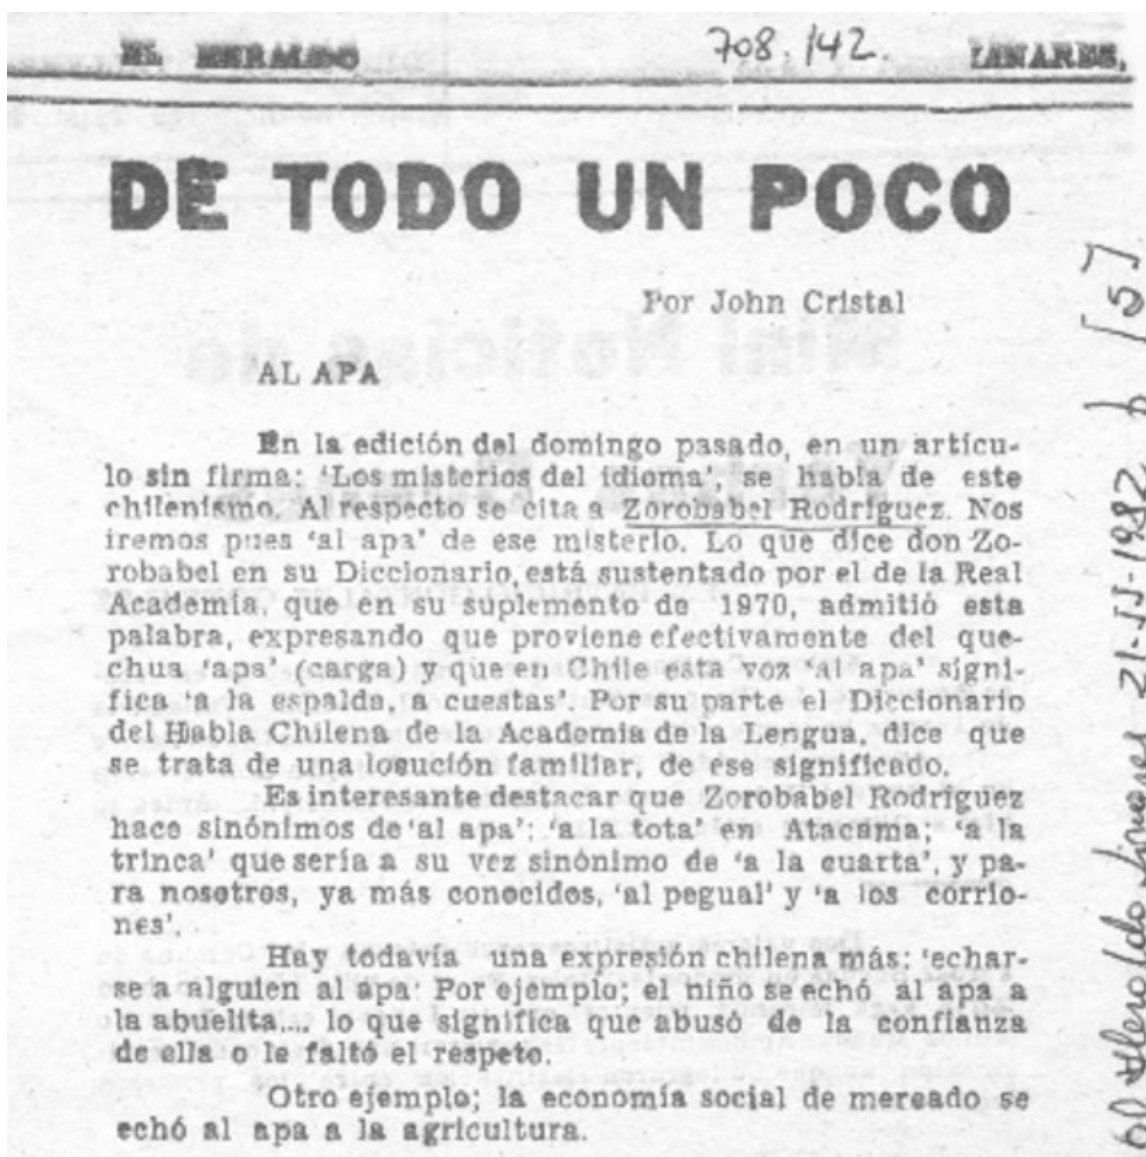 EL HERALDO 708.142. LINARES,
DE TODO UN POCO
Por John Cristal
AL APA
En la edición del domingo pasado, en un artícu-
lo sin firma: 'Los misterios del idioma', se habla de este
chilenismo. Al respecto se cita a Zorobabel Rodríguez. Nos
iremos pues 'al apa' de ese misterio. Lo que dice don Zo-
robabel en su Diccionario, está sustentado por el de la Real
Academia, que en su suplemento de 1970, admitió esta
palabra, expresando que proviene efectivamente del que-
chua 'apa' (carga) y que en Chile esta voz 'al apa' signi-
fica 'a la espalda, a cuestas'. Por su parte el Diccionario
del Habla Chilena de la Academia de la Lengua, dice que
se trata de una locución familiar, de ese significado.
Es interesante destacar que Zorobabel Rodríguez
hace sinónimos de 'al apa': 'a la tota' en Atacama; 'a la
trinca' que sería a su vez sinónimo de 'a la cuarta', y pa-
ra nosotros, ya más conocidos, 'al pegual' y 'a los corrio-
nes'.
Hay todavía una expresión chilena más: 'echar-
se a alguien al apa' Por ejemplo; el niño se echó al apa a
la abuelita.... lo que significa que abusó de la confianza
de ella o le faltó el respeto.
Otro ejemplo; la economía social de mercado se
echó al apa a la agricultura.
El Heraldo, Linares, 21-II-1982 p. [5]